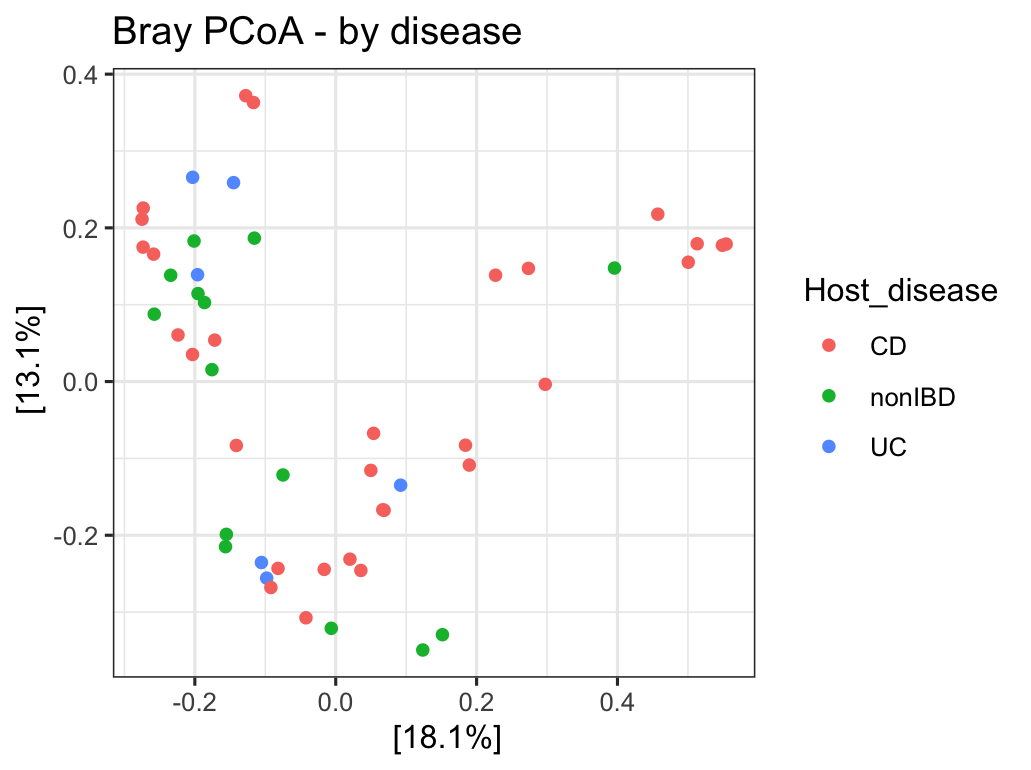 Bray PCoA - by disease
0.4
0.2
0.0
-0.2
[13.1%]
-0.2 0.0 0.2 0.4
[18.1%]
Host_disease
CD
nonIBD
UC